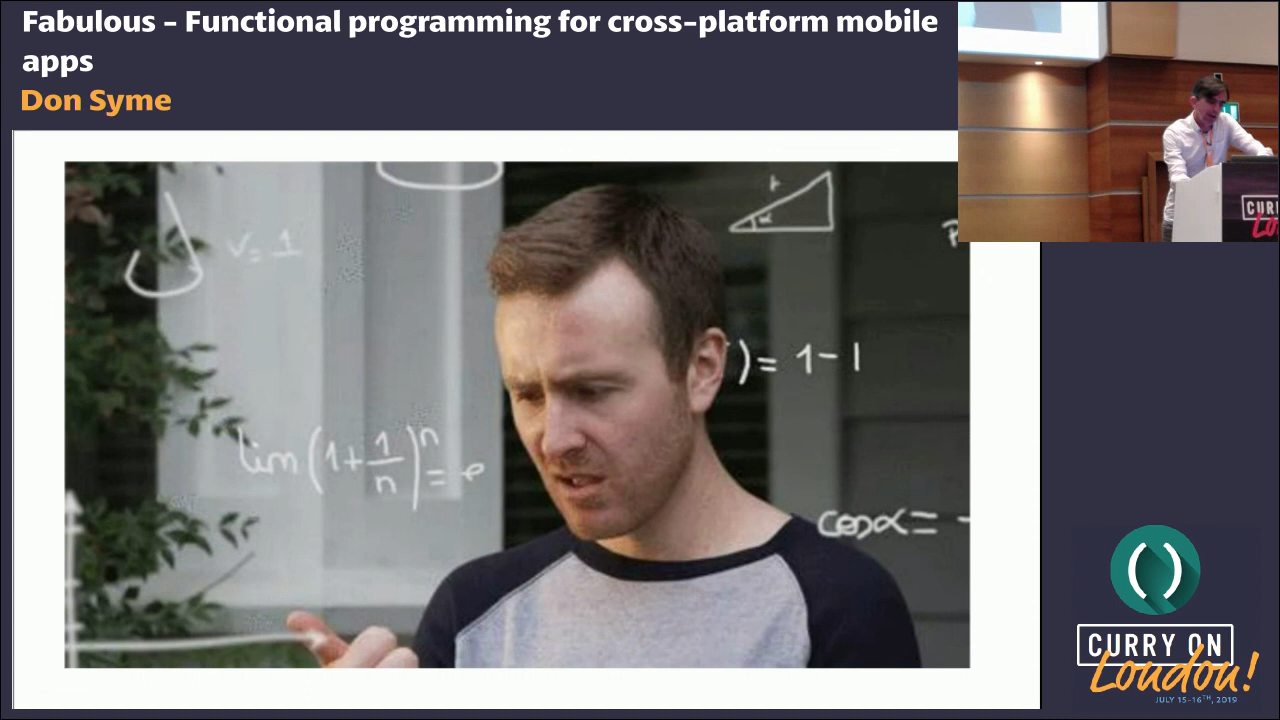 Fabulous – Functional programming for cross-platform mobile
apps
Don Syme
v= 1
)= 1 - 1
lim (1 + 1/n)^n = e
cosα=
CURRY ON
London!
JULY 15-16TH, 2019